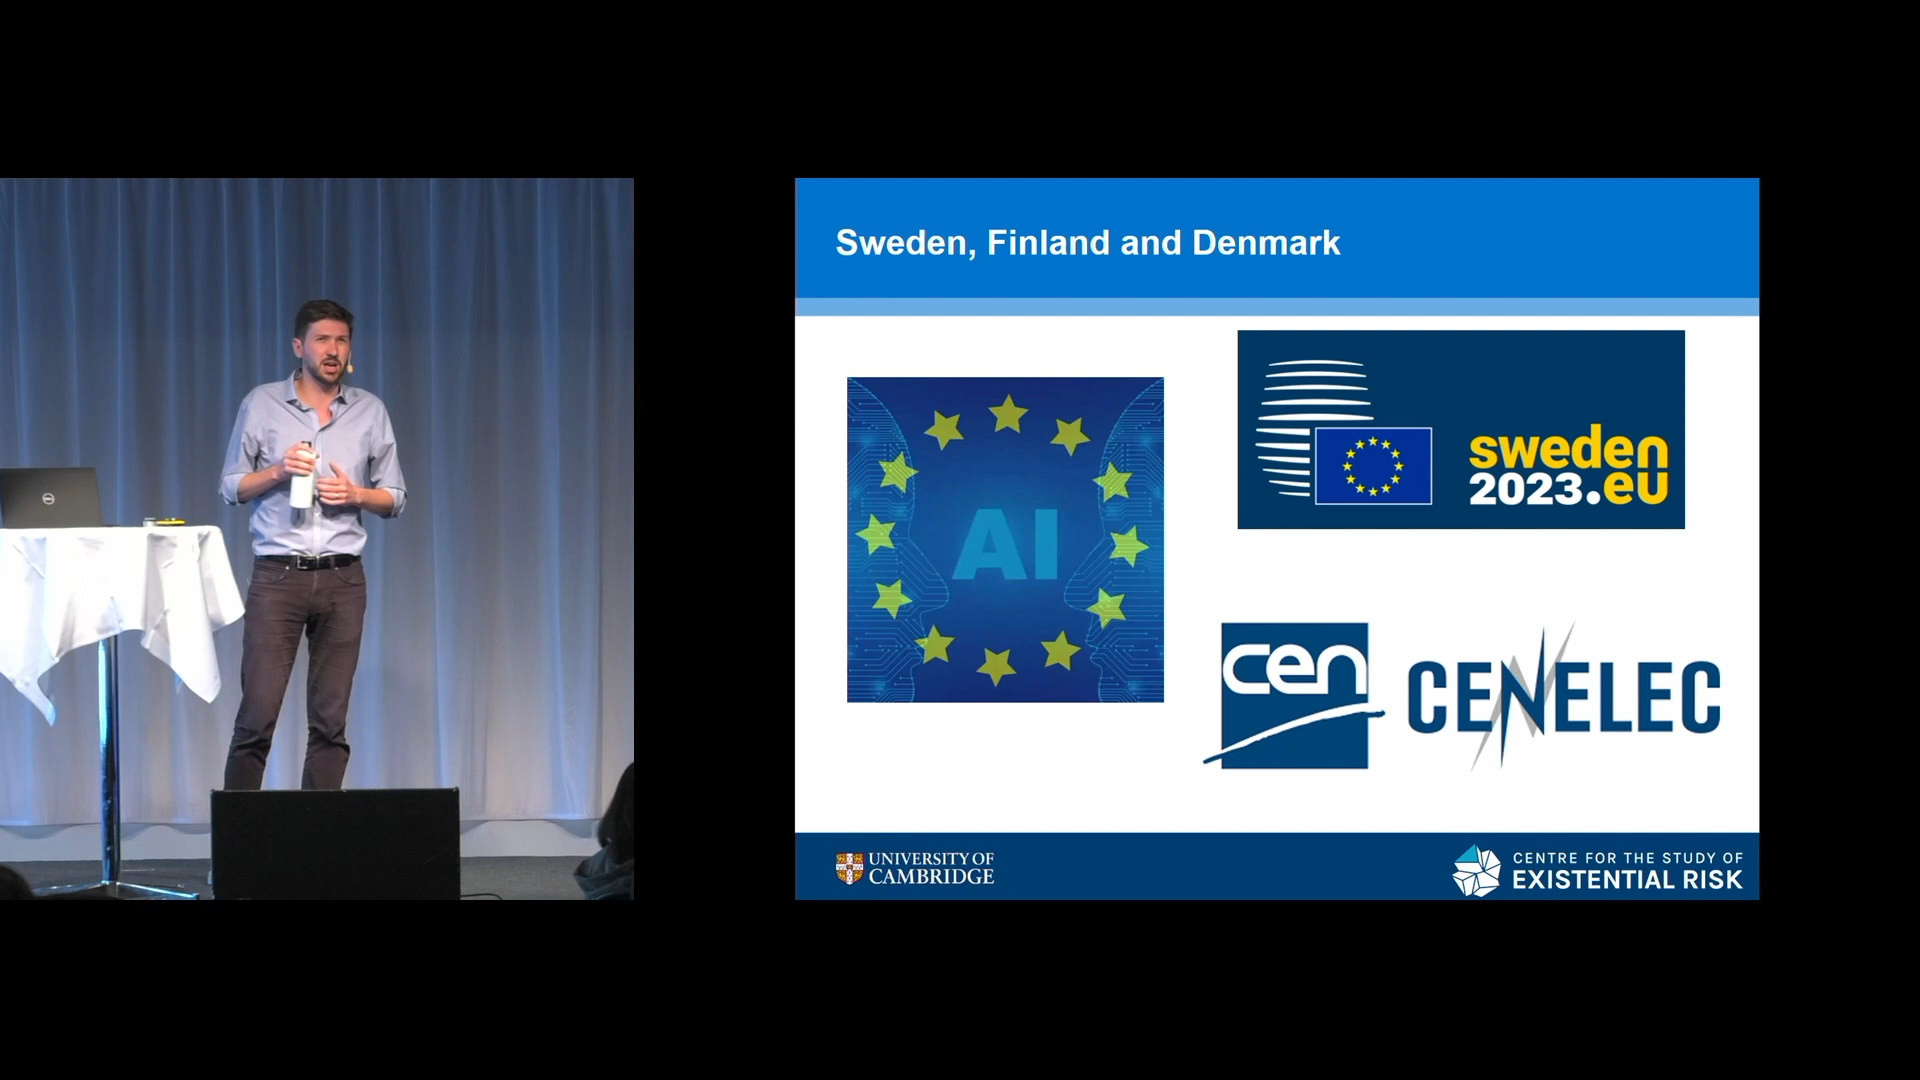 Sweden, Finland and Denmark
AI
sweden
2023.eu
cen
CENELEC
UNIVERSITY OF
CAMBRIDGE
CENTRE FOR THE STUDY OF
EXISTENTIAL RISK
DELL